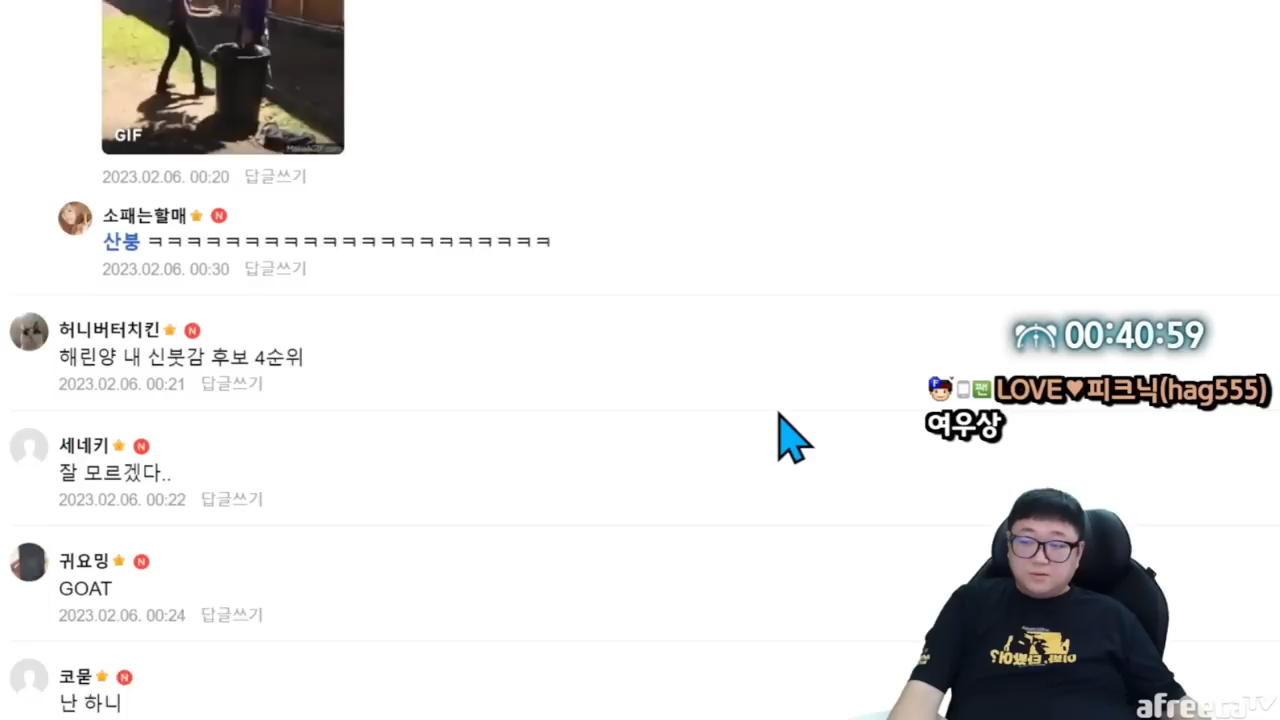 GIF
2023.02.06. 00:20 답글쓰기
소패는할매 N
산붕 ㅋㅋㅋㅋㅋㅋㅋㅋㅋㅋㅋㅋㅋㅋㅋㅋㅋㅋㅋㅋㅋ
2023.02.06. 00:30 답글쓰기
허니버터치킨 N
해린양 내 신붓감 후보 4순위
2023.02.06. 00:21 답글쓰기
00:40:59
F 팬 LOVE♥피크닉(hag555)
여우상
세네키 N
잘 모르겠다..
2023.02.06. 00:22 답글쓰기
귀요밍 N
GOAT
2023.02.06. 00:24 답글쓰기
코묻 N
난 하니
afreecaTV